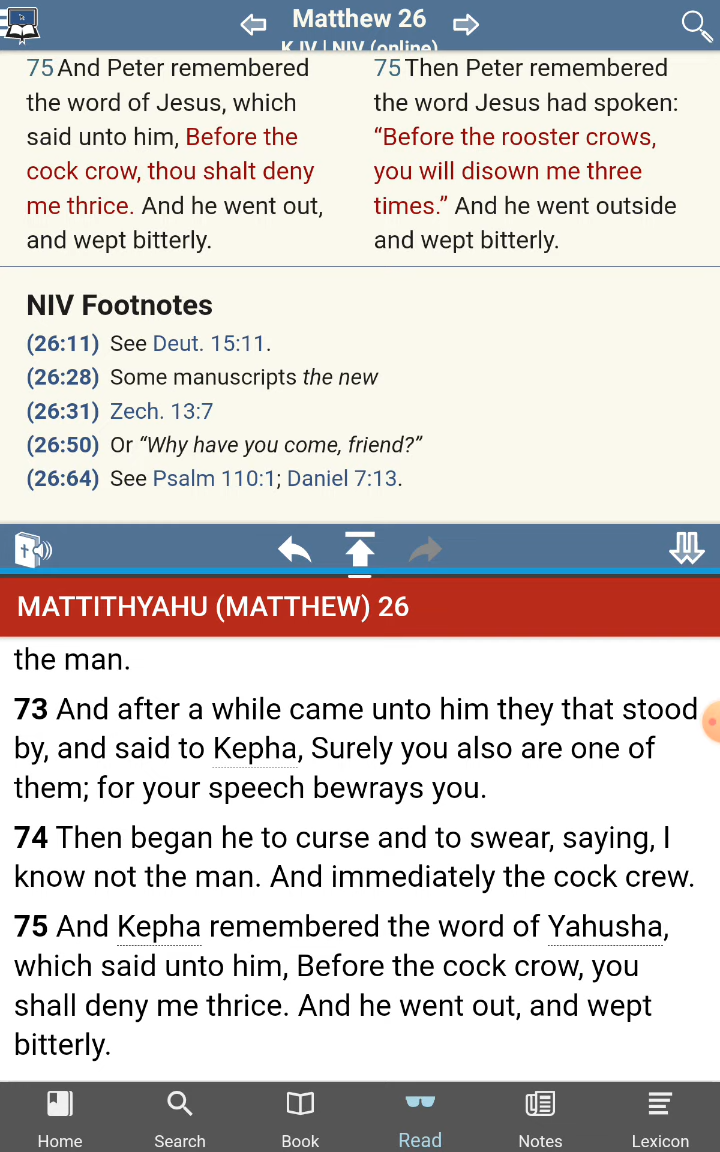 Matthew 26
KJV | NIV (online)
75 And Peter remembered
the word of Jesus, which
said unto him, Before the
cock crow, thou shalt deny
me thrice. And he went out,
and wept bitterly.
75 Then Peter remembered
the word Jesus had spoken:
“Before the rooster crows,
you will disown me three
times.” And he went outside
and wept bitterly.
NIV Footnotes
(26:11) See Deut. 15:11.
(26:28) Some manuscripts the new
(26:31) Zech. 13:7
(26:50) Or “Why have you come, friend?”
(26:64) See Psalm 110:1; Daniel 7:13.
MATTITHYAHU (MATTHEW) 26
the man.
73 And after a while came unto him they that stood
by, and said to Kepha, Surely you also are one of
them; for your speech bewrays you.
74 Then began he to curse and to swear, saying, I
know not the man. And immediately the cock crew.
75 And Kepha remembered the word of Yahusha,
which said unto him, Before the cock crow, you
shall deny me thrice. And he went out, and wept
bitterly.
Home Search Book Read Notes Lexicon